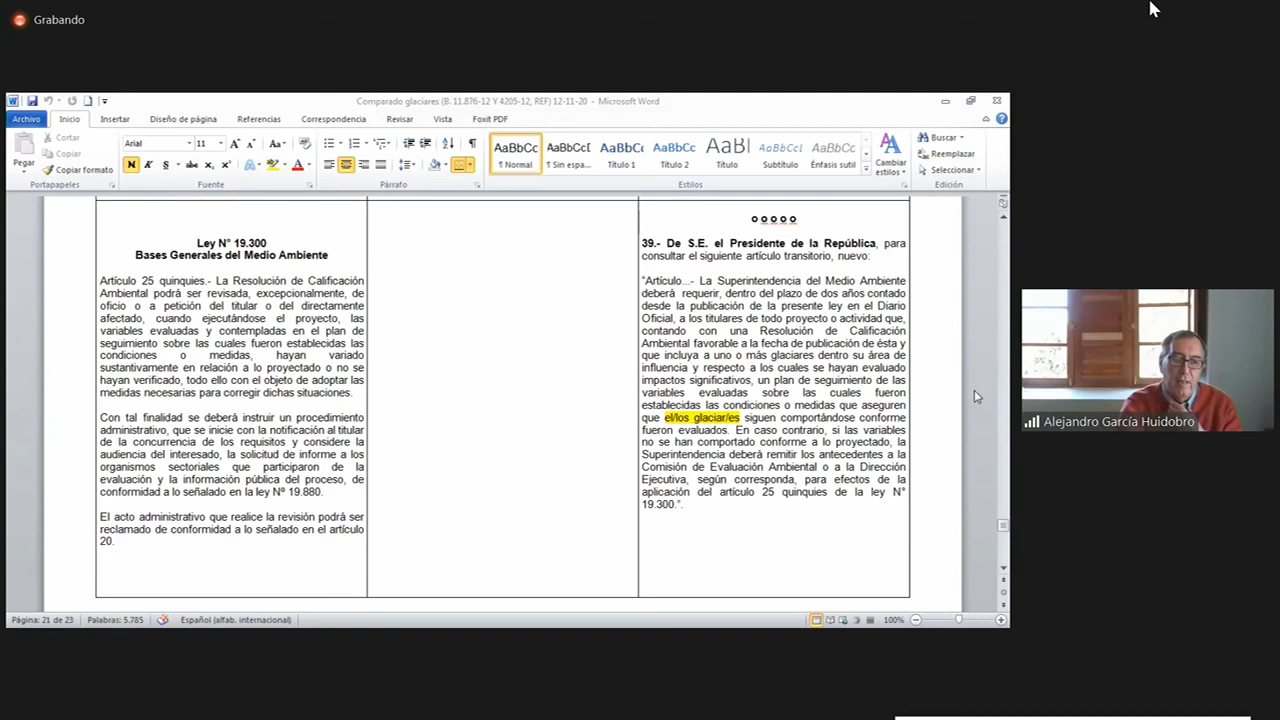 Grabando
Comparado glaciares (B. 11.876-12 Y 4205-12, REF) 12-11-20 - Microsoft Word
Archivo Inicio Insertar Diseño de página Referencias Correspondencia Revisar Vista Foxit PDF
Pegar
Cortar
Copiar
Copiar formato
Portapapeles
Arial 11
Fuente
Párrafo
AaBbCc AaBbCcI AaBbCc AaBbCc AaBI AaBbCcl AaBbCcI
¶ Normal ¶ Sin espa... Título 1 Título 2 Título Subtítulo Énfasis sutil
Estilos
Cambiar
estilos
Buscar
Reemplazar
Seleccionar
Edición
Ley N° 19.300
Bases Generales del Medio Ambiente
Artículo 25 quinquies.- La Resolución de Calificación
Ambiental podrá ser revisada, excepcionalmente, de
oficio o a petición del titular o del directamente
afectado, cuando ejecutándose el proyecto, las
variables evaluadas y contempladas en el plan de
seguimiento sobre las cuales fueron establecidas las
condiciones o medidas, hayan variado
sustantivamente en relación a lo proyectado o no se
hayan verificado, todo ello con el objeto de adoptar las
medidas necesarias para corregir dichas situaciones.
Con tal finalidad se deberá instruir un procedimiento
administrativo, que se inicie con la notificación al titular
de la concurrencia de los requisitos y considere la
audiencia del interesado, la solicitud de informe a los
organismos sectoriales que participaron de la
evaluación y la información pública del proceso, de
conformidad a lo señalado en la ley Nº 19.880.
El acto administrativo que realice la revisión podrá ser
reclamado de conformidad a lo señalado en el artículo
20.
o o o o o
39.- De S.E. el Presidente de la República, para
consultar el siguiente artículo transitorio, nuevo:
“Artículo...- La Superintendencia del Medio Ambiente
deberá requerir, dentro del plazo de dos años contado
desde la publicación de la presente ley en el Diario
Oficial, a los titulares de todo proyecto o actividad que,
contando con una Resolución de Calificación
Ambiental favorable a la fecha de publicación de ésta y
que incluya a uno o más glaciares dentro su área de
influencia y respecto a los cuales se hayan evaluado
impactos significativos, un plan de seguimiento de las
variables evaluadas sobre las cuales fueron
establecidas las condiciones o medidas que aseguren
que el/los glaciar/es siguen comportándose conforme
fueron evaluados. En caso contrario, si las variables
no se han comportado conforme a lo proyectado, la
Superintendencia deberá remitir los antecedentes a la
Comisión de Evaluación Ambiental o a la Dirección
Ejecutiva, según corresponda, para efectos de la
aplicación del artículo 25 quinquies de la ley N°
19.300.”.
Alejandro García Huidobro
Página: 21 de 23 Palabras: 5.785 Español (alfab. internacional) 100%